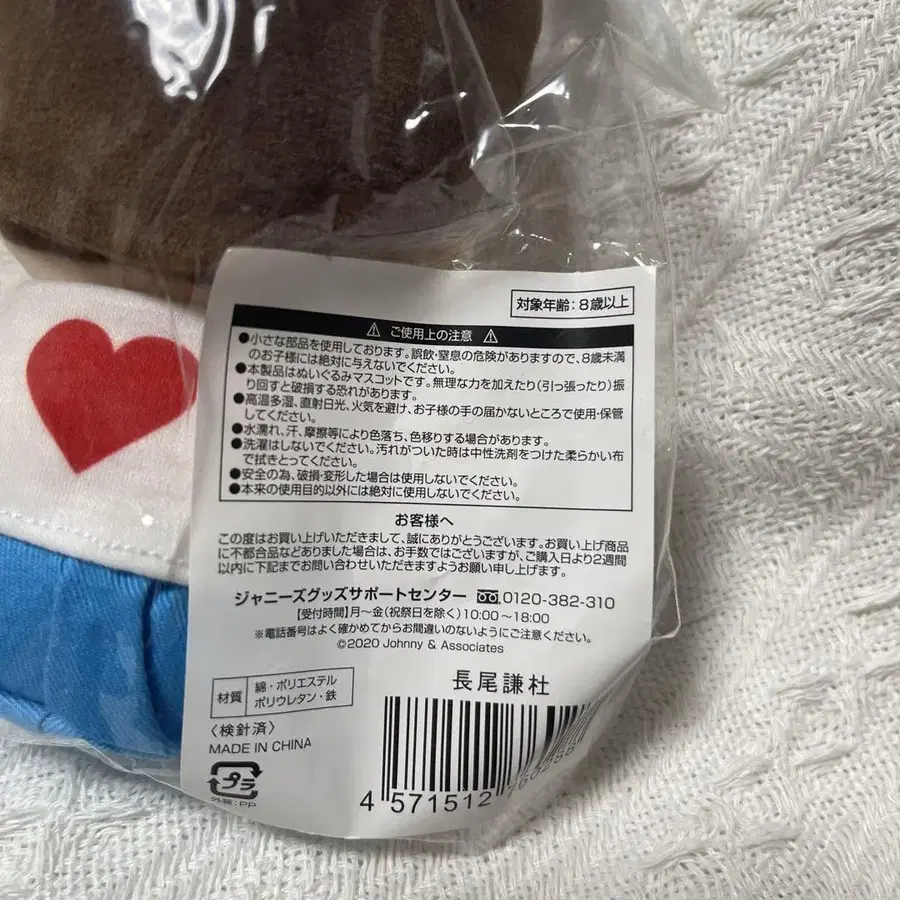 対象年齢：8歳以上
⚠ ご使用上の注意 ⚠
●小さな部品を使用しております。誤飲・窒息の危険がありますので、8歳未満
のお子様には絶対に与えないでください。
●本製品はぬいぐるみマスコットです。無理な力を加えたり(引っ張ったり)振
り回すと破損する恐れがあります。
●高温多湿、直射日光、火気を避け、お子様の手の届かないところで使用・保管
してください。
●水濡れ、汗、摩擦等により色落ち、色移りする場合があります。
●洗濯はしないでください。汚れがついた時は中性洗剤をつけた柔らかい布
で拭きとってください。
●安全の為、破損・変形した場合は使用しないでください。
●本来の使用目的以外には絶対に使用しないでください。
お客様へ
この度はお買い上げいただきまして、誠にありがとうございます。お買い上げ商品
に不都合品などありました場合は、お手数ではございますが、ご購入日より2週間
以内に下記までお問い合わせいただきますようお願い申し上げます。
ジャニーズグッズサポートセンター 0120-382-310
【受付時間】月～金(祝祭日を除く)10:00～18:00
※電話番号はよく確かめてからお間違いのないようにご注意ください。
©2020 Johnny & Associates
材質 綿・ポリエステル
ポリウレタン・鉄
〈検針済〉
MADE IN CHINA
プラ
外装：PP
長尾謙杜
4 571512